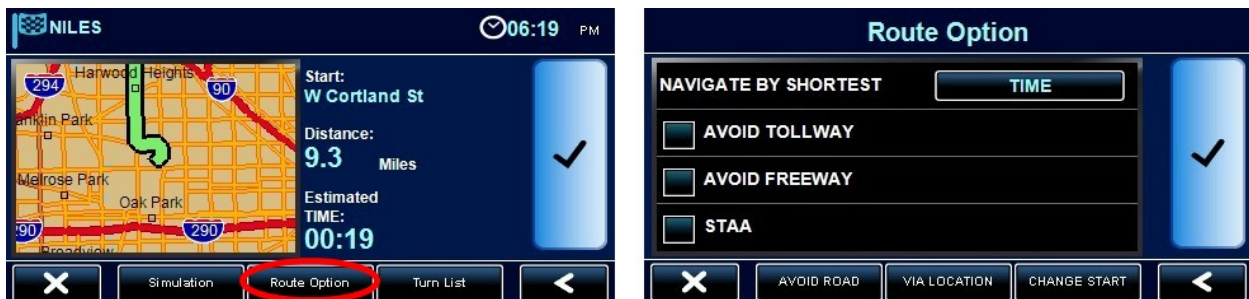 NILES
06:19 PM
294
Harwood Heights
90
Franklin Park
Melrose Park
Oak Park
290
290
Broadview
Start:
W Cortland St
Distance:
9.3 Miles
Estimated
TIME:
00:19
Simulation
Route Option
Turn List
Route Option
NAVIGATE BY SHORTEST TIME
AVOID TOLLWAY
AVOID FREEWAY
STAA
AVOID ROAD
VIA LOCATION
CHANGE START